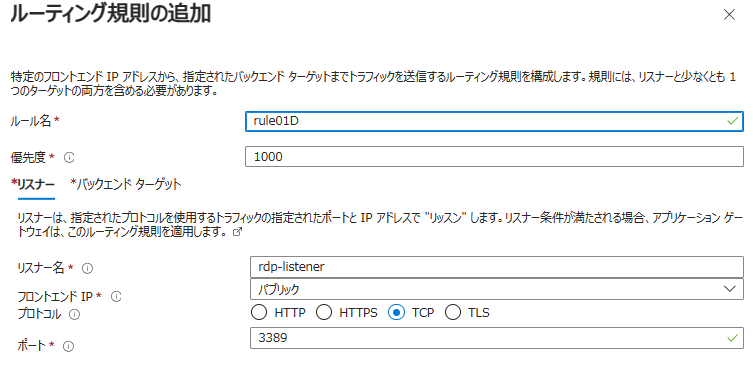 ルーティング規則の追加
特定のフロントエンド IP アドレスから、指定されたバックエンド ターゲットまでトラフィックを送信するルーティング規則を構成します。規則には、リスナーと少なくとも 1
つのターゲットの両方を含める必要があります。
ルール名 * rule01D
優先度 * 1000
*リスナー *バックエンド ターゲット
リスナーは、指定されたプロトコルを使用するトラフィックの指定されたポートと IP アドレスで "リッスン" します。リスナー条件が満たされる場合、アプリケーション ゲー
トウェイは、このルーティング規則を適用します。
リスナー名 * rdp-listener
フロントエンド IP * パブリック
プロトコル HTTP HTTPS TCP TLS
ポート * 3389